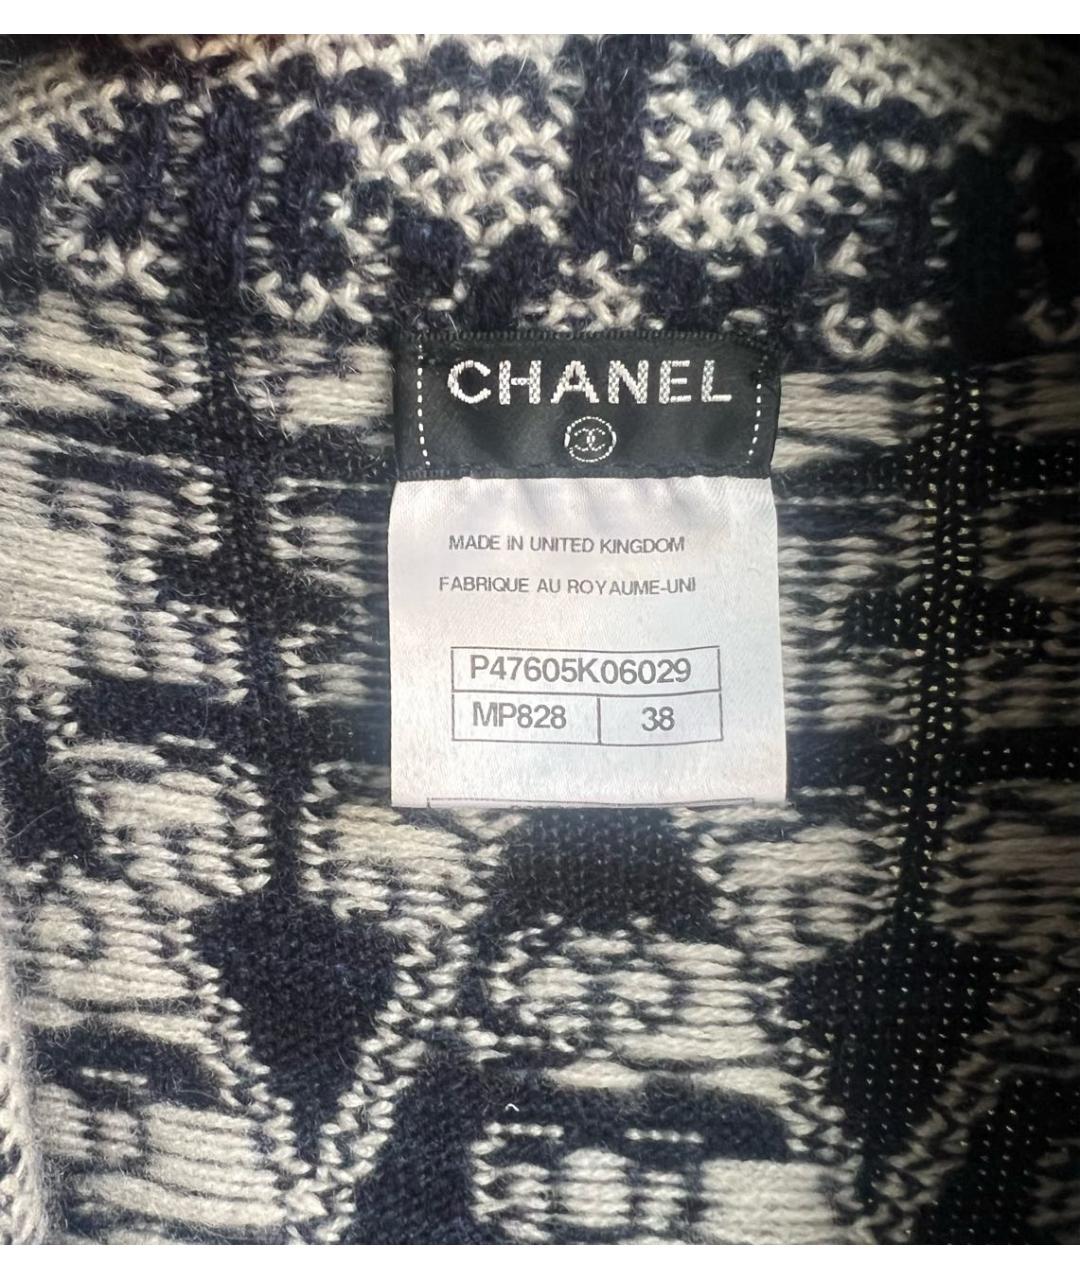 CHANEL
MADE IN UNITED KINGDOM
FABRIQUE AU ROYAUME-UNI
P47605K06029
MP828 38